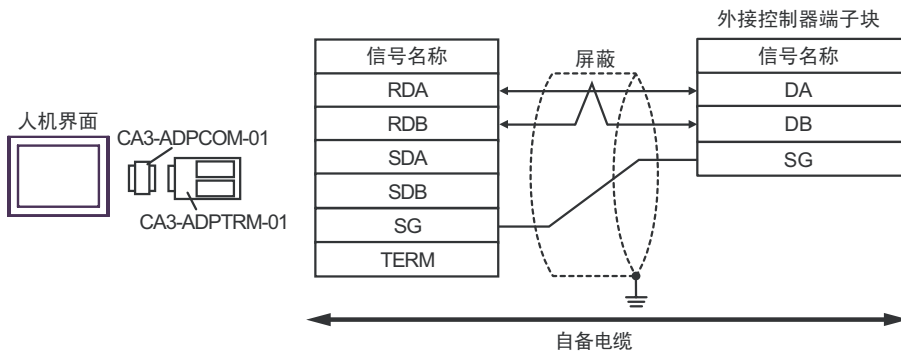 外接控制器端子块
信号名称
屏蔽
信号名称
RDA
DA
人机界面
RDB
DB
CA3-ADPCOM-01
SDA
SG
SDB
CA3-ADPTRM-01
SG
TERM
自备电缆